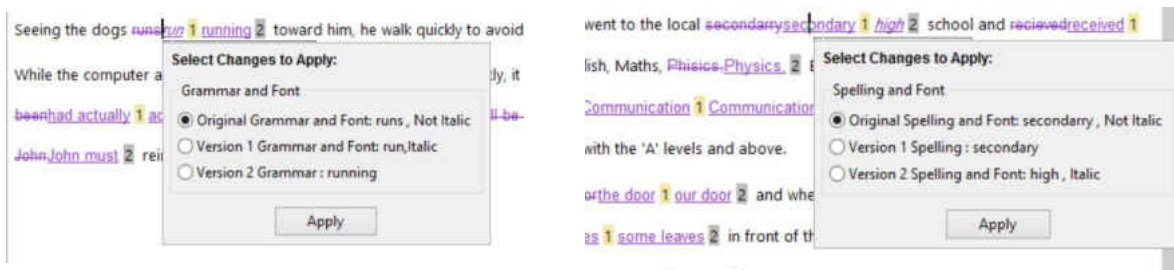 Seeing the dogs runsrun 1 running 2 toward him, he walk quickly to avoid
Select Changes to Apply:
While the computer a
ly, it
Grammar and Font
beenhad actually 1 ac
ll be
Original Grammar and Font: runs , Not Italic
Version 1 Grammar and Font: run,Italic
JohnJohn must 2 rei
Version 2 Grammar : running
Apply
went to the local secondarrysecondary 1 high 2 school and recievedreceived 1
Select Changes to Apply:
lish, Maths, Phisics,Physics, 2
Spelling and Font
Communication 1 Communication
Original Spelling and Font: secondarry , Not Italic
Version 1 Spelling : secondary
with the 'A' levels and above.
Version 2 Spelling and Font: high , Italic
orthe door 1 our door 2 and whe
Apply
es 1 some leaves 2 in front of th